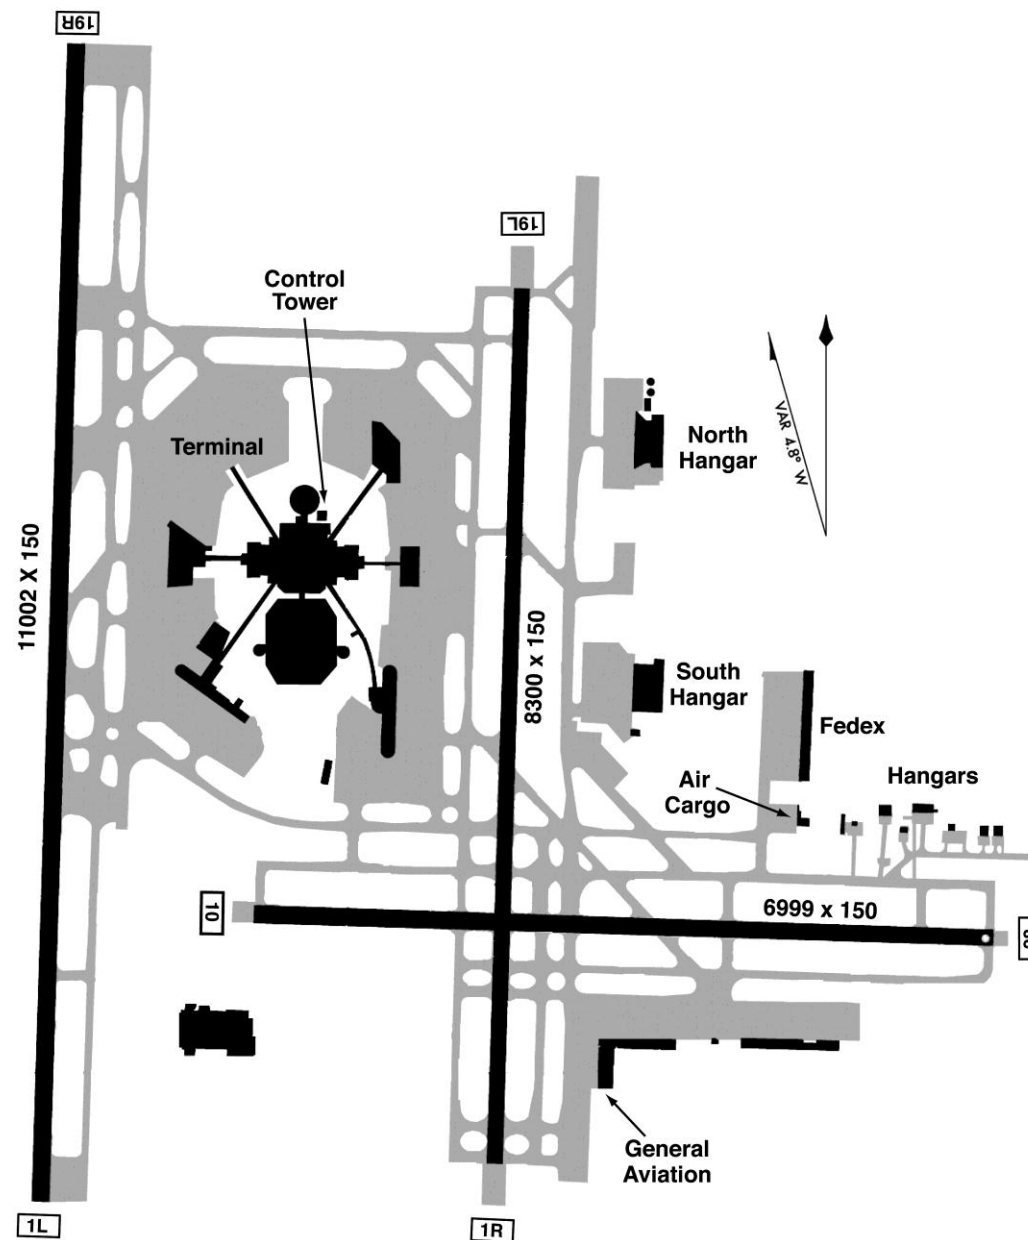 19R
19L
Control
Tower
Terminal
North
Hangar
VAR 4.8° W
11002 X 150
8300 x 150
South
Hangar
Fedex
Air
Cargo
Hangars
10
6999 x 150
General
Aviation
1L
1R